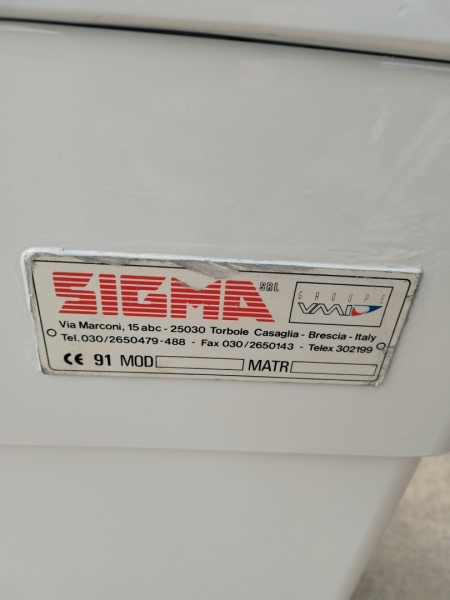 SIGMA SRL
GROUPE
VMI
Via Marconi, 15 abc - 25030 Torbole Casaglia - Brescia - Italy
Tel. 030/2650479-488 - Fax 030/2650143 - Telex 302199
CE 91 MOD MATR